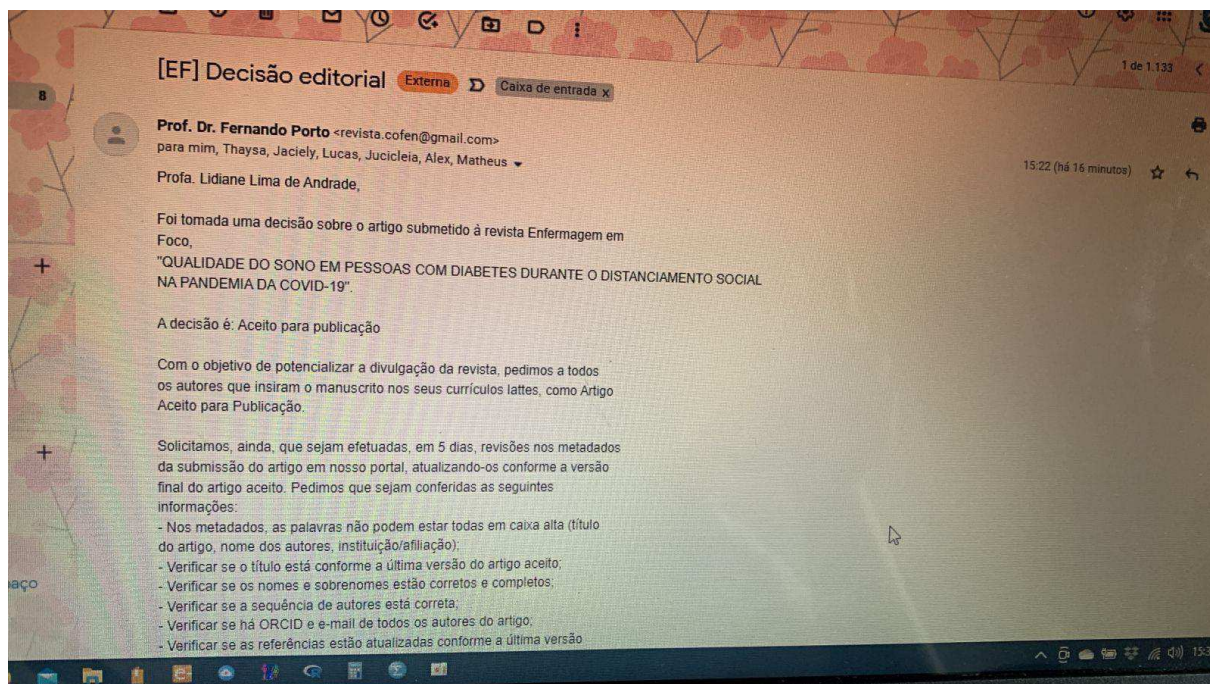 1 de 1.133
[EF] Decisão editorial Externa Caixa de entrada x
8
Prof. Dr. Fernando Porto <revista.cofen@gmail.com>
para mim, Thaysa, Jaciely, Lucas, Jucicleia, Alex, Matheus
15:22 (há 16 minutos)
Profa. Lidiane Lima de Andrade,
Foi tomada uma decisão sobre o artigo submetido à revista Enfermagem em
Foco,
"QUALIDADE DO SONO EM PESSOAS COM DIABETES DURANTE O DISTANCIAMENTO SOCIAL
NA PANDEMIA DA COVID-19".
A decisão é: Aceito para publicação
Com o objetivo de potencializar a divulgação da revista, pedimos a todos
os autores que insiram o manuscrito nos seus currículos lattes, como Artigo
Aceito para Publicação.
Solicitamos, ainda, que sejam efetuadas, em 5 dias, revisões nos metadados
da submissão do artigo em nosso portal, atualizando-os conforme a versão
final do artigo aceito. Pedimos que sejam conferidas as seguintes
informações:
- Nos metadados, as palavras não podem estar todas em caixa alta (título
do artigo, nome dos autores, instituição/afiliação);
- Verificar se o título está conforme a última versão do artigo aceito;
- Verificar se os nomes e sobrenomes estão corretos e completos;
- Verificar se a sequência de autores está correta;
- Verificar se há ORCID e e-mail de todos os autores do artigo;
- Verificar se as referências estão atualizadas conforme a última versão
aço